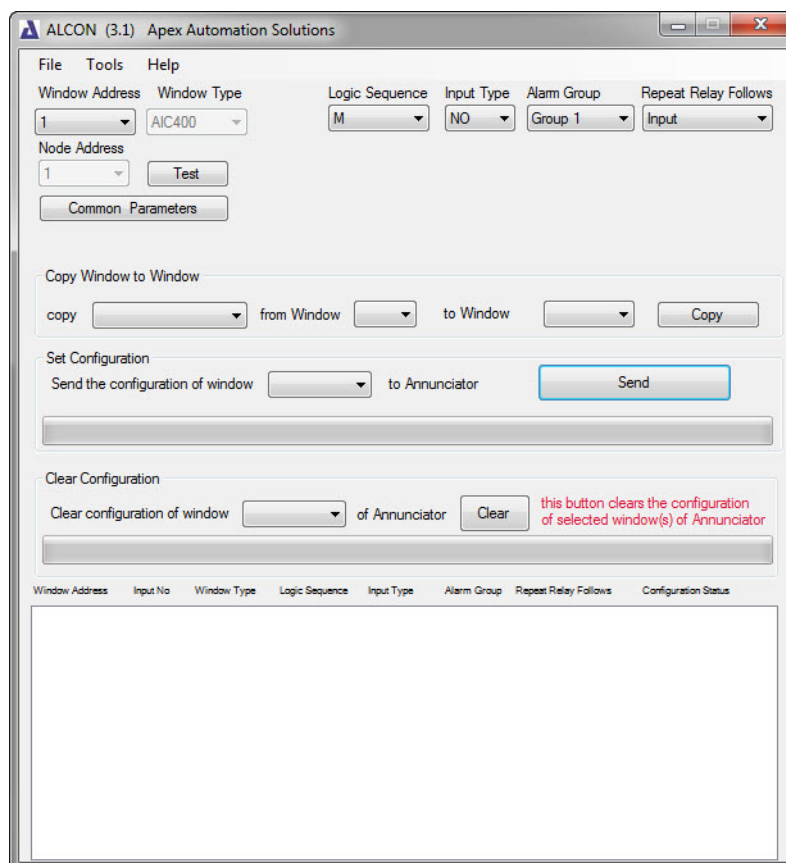 ALCON (3.1) Apex Automation Solutions
File Tools Help
Window Address Window Type Logic Sequence Input Type Alarm Group Repeat Relay Follows
1 AIC400 M NO Group 1 Input
Node Address
1 Test
Common Parameters
Copy Window to Window
copy from Window to Window Copy
Set Configuration
Send the configuration of window to Annunciator Send
Clear Configuration
Clear configuration of window of Annunciator Clear this button clears the configuration
of selected window(s) of Annunciator
Window Address Input No Window Type Logic Sequence Input Type Alarm Group Repeat Relay Follows Configuration Status